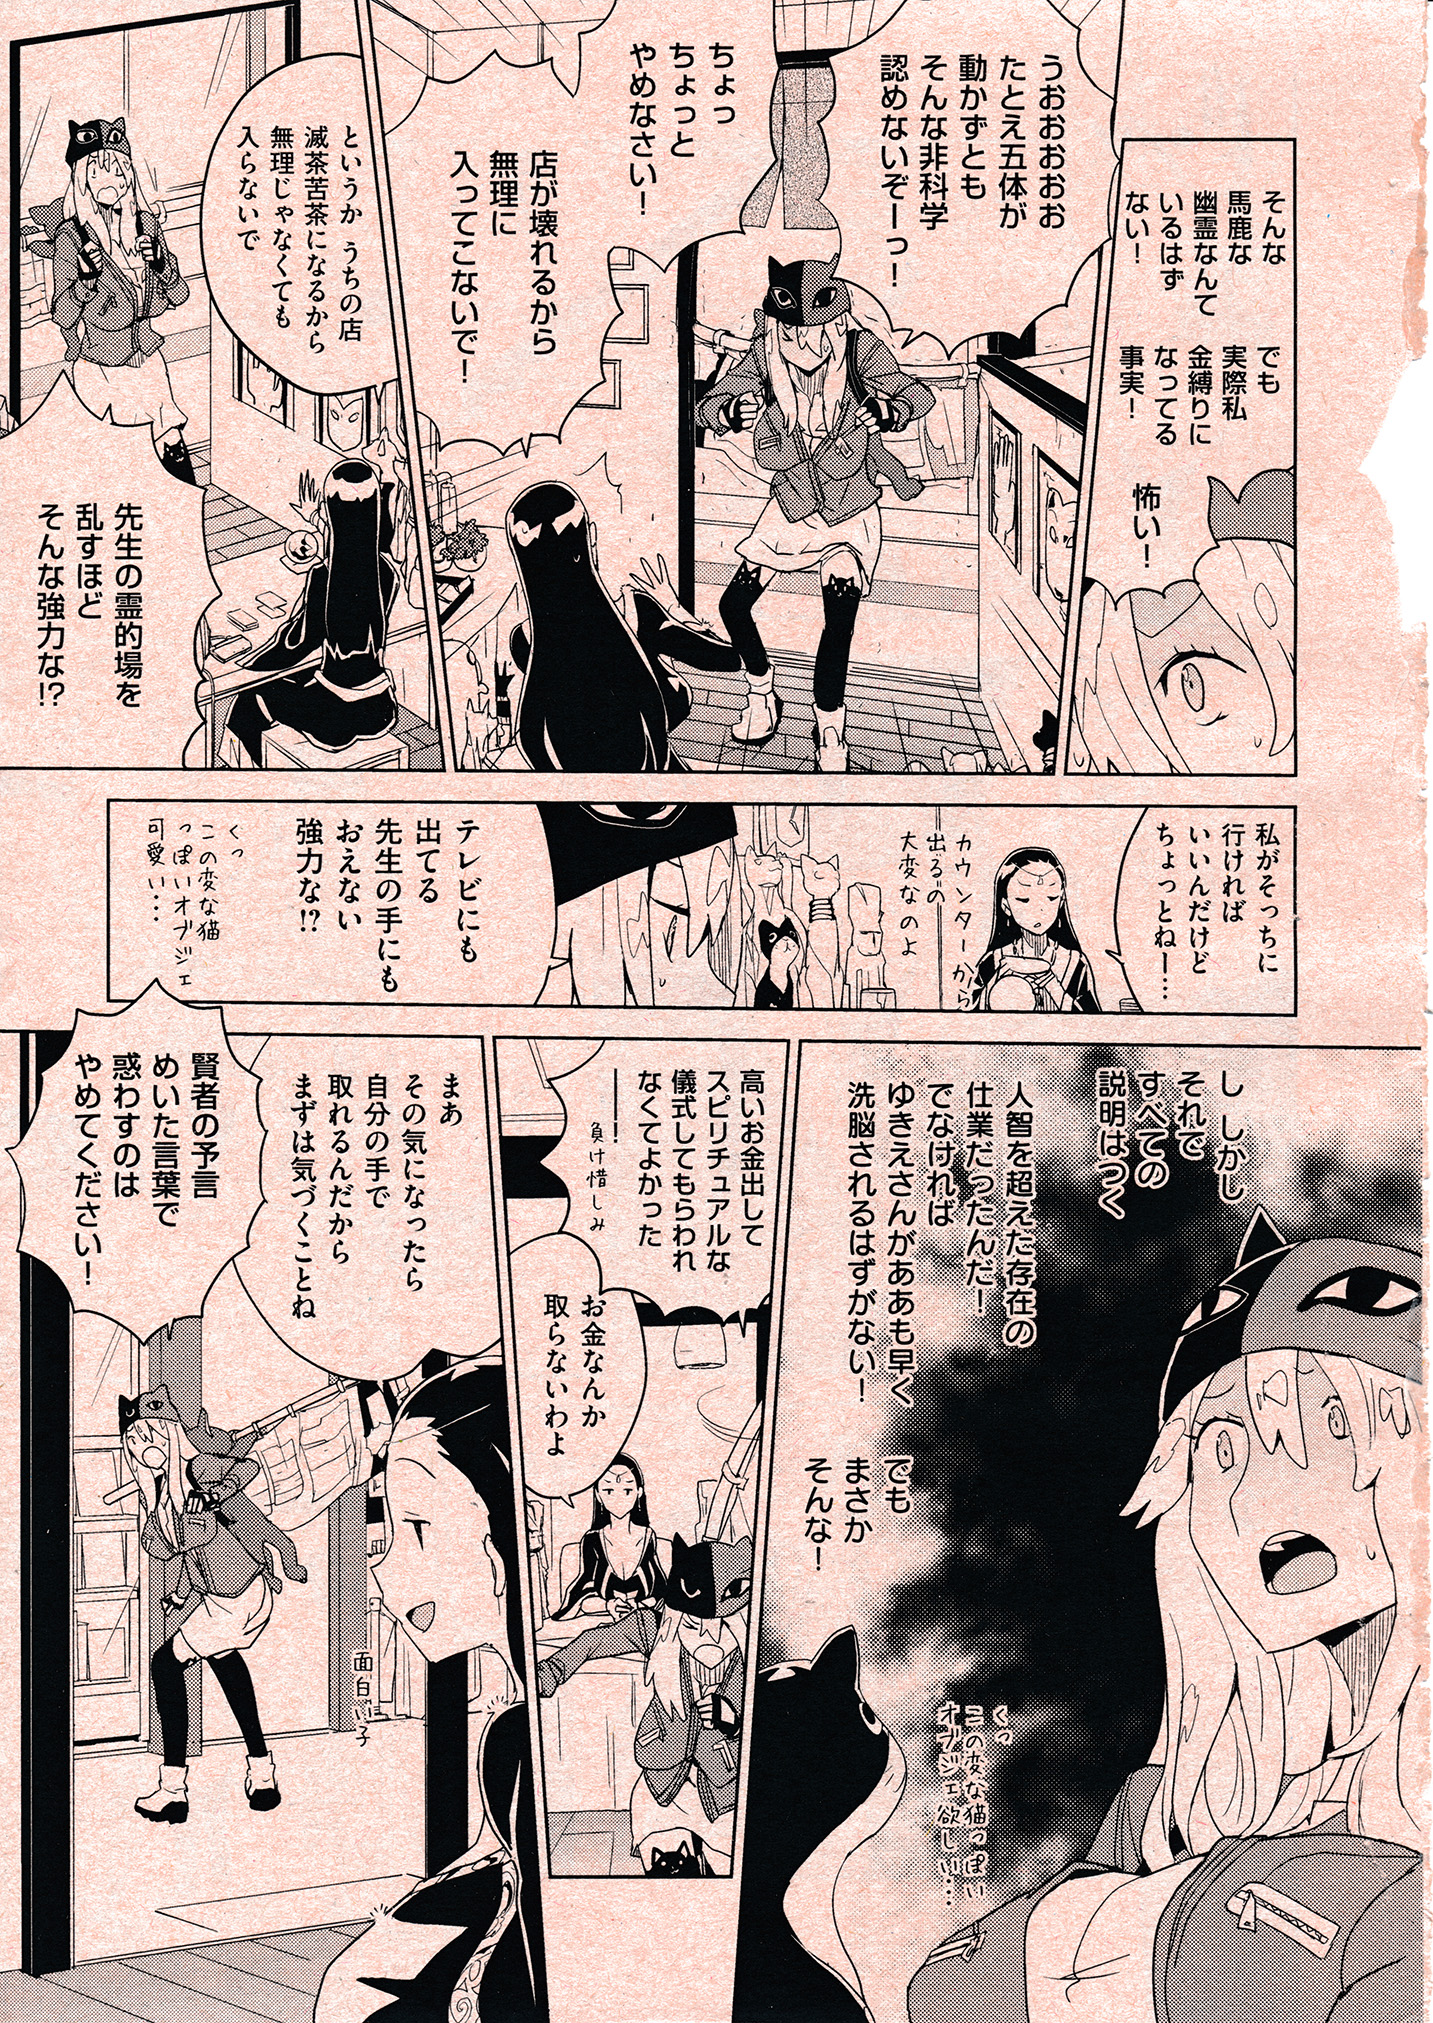 そんな
馬鹿な
幽霊なんて
いるはず
ない！
でも
実際私
金縛りに
なってる
事実！
怖い！
うおおおおおお
たとえ五体が
動かずとも
そんな非科学
認めないぞーっ！
ちょっ
ちょっと
やめなさい！
店が壊れるから
無理に
入ってこないで！
というか うちの店
滅茶苦茶になるから
無理じゃなくても
入らないで
先生の霊的場を
乱すほど
そんな強力な!?
私がそっちに
行ければ
いいんだけど
ちょっとねー…
カウンターから
出るの
大変なのよ
テレビにも
出てる
先生の手にも
おえない
強力な!?
くっ
この変な猫
っぽいオブジェ
可愛い…
し しかし
それで
すべての
説明はつく
人智を超えた存在の
仕業だったんだ！
でなければ
ゆきえさんがああも早く
洗脳されるはずがない！
でも
まさか
そんな！
くっ
この変な猫っぽい
オブジェ欲しい…
高いお金出して
スピリチュアルな
儀式してもらわれ
なくてよかった
――！
負け惜しみ
お金なんか
取らないわよ
まあ
その気になったら
自分の手で
取れるんだから
まずは気づくことね
面白い子
賢者の予言
めいた言葉で
惑わすのは
やめてください！